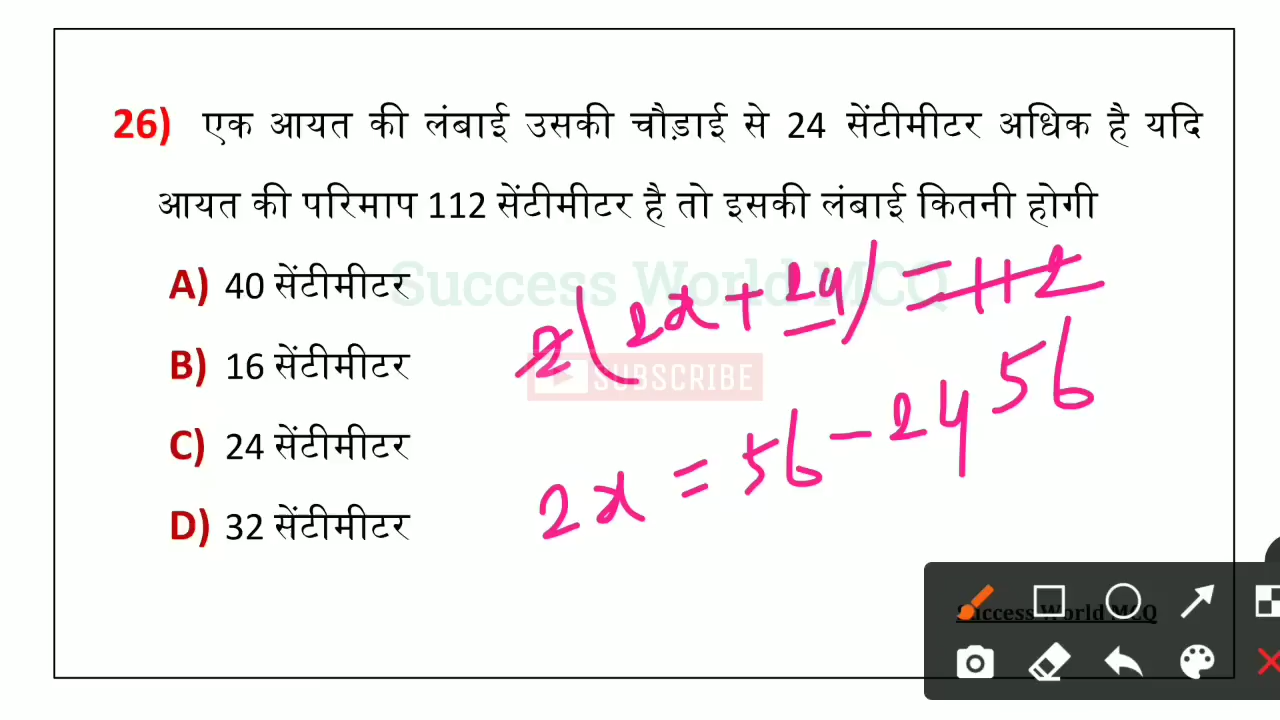 26) एक आयत की लंबाई उसकी चौड़ाई से 24 सेंटीमीटर अधिक है यदि
आयत की परिमाप 112 सेंटीमीटर है तो इसकी लंबाई कितनी होगी
A) 40 सेंटीमीटर
Success World MCQ
2(2x + 24) = 112
B) 16 सेंटीमीटर
SUBSCRIBE
56
C) 24 सेंटीमीटर
2x = 56 - 24
D) 32 सेंटीमीटर
Success World MCQ